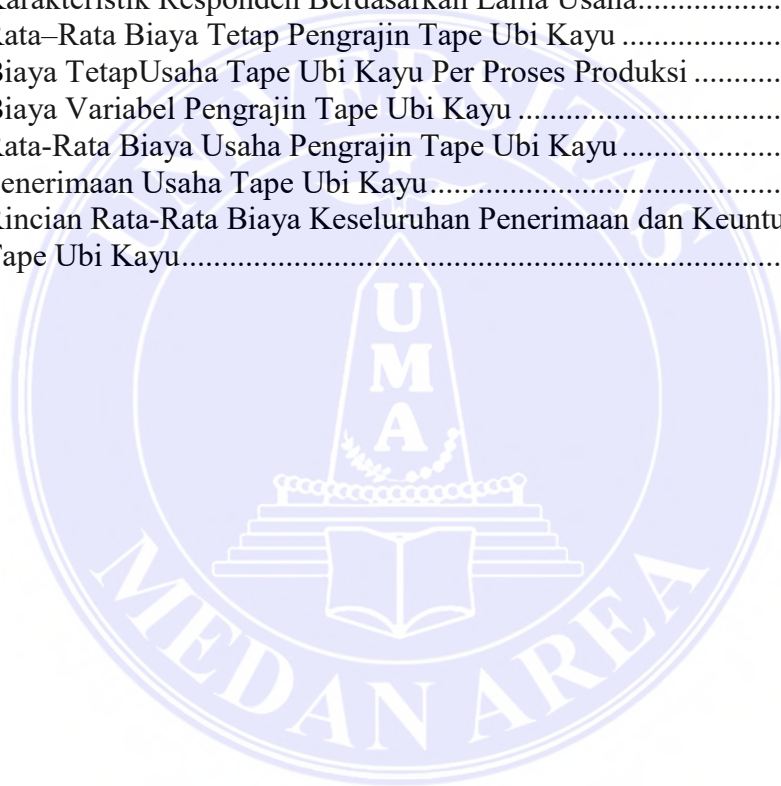 Karakteristik Responden Berdasarkan Lama Usaha....................
Rata–Rata Biaya Tetap Pengrajin Tape Ubi Kayu ....................
Biaya TetapUsaha Tape Ubi Kayu Per Proses Produksi ...........
Biaya Variabel Pengrajin Tape Ubi Kayu .................................
Rata-Rata Biaya Usaha Pengrajin Tape Ubi Kayu ....................
Penerimaan Usaha Tape Ubi Kayu............................................
Rincian Rata-Rata Biaya Keseluruhan Penerimaan dan
Tape Ubi Kayu...........................................................................
UNIVERSITAS
UMA
MEDAN AREA